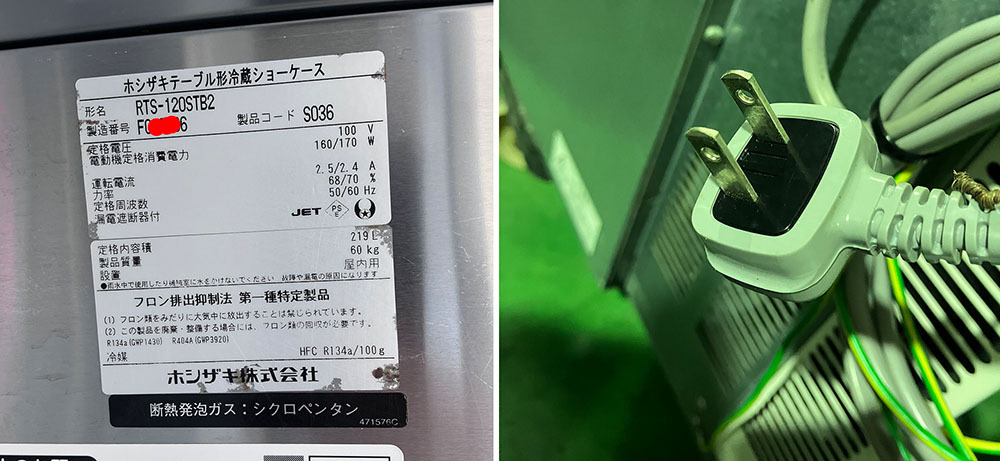 ホシザキテーブル形冷蔵ショーケース
形名 RTS-120STB2
製造番号 F 6 製品コード S036
定格電圧 100 V
電動機定格消費電力 160/170 W
運転電流 2.5/2.4 A
力率 68/70 %
定格周波数 50/60 Hz
漏電遮断器付
JET PS E
定格内容積 219 L
製品質量 60 kg
設置 屋内用
●雨水中で使用したり機械室に水をかけないでください 故障や漏電の原因になります
フロン排出抑制法 第一種特定製品
(1) フロン類をみだりに大気中に放出することは禁じられています。
(2) この製品を廃棄・整備する場合には、フロン類の回収が必要です。
R134a(GWP1430) R404A(GWP3920)
冷媒 HFC R134a/100g
ホシザキ株式会社
断熱発泡ガス：シクロペンタン
471576C